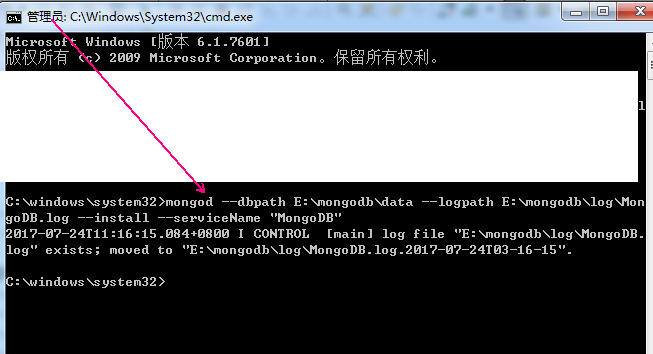 管理员: C:\Windows\System32\cmd.exe
Microsoft Windows [版本 6.1.7601]
版权所有 (c) 2009 Microsoft Corporation。保留所有权利。
l
C:\windows\system32>mongod --dbpath E:\mongodb\data --logpath E:\mongodb\log\Mon
goDB.log --install --serviceName "MongoDB"
2017-07-24T11:16:15.084+0800 I CONTROL  [main] log file "E:\mongodb\log\MongoDB.
log" exists; moved to "E:\mongodb\log\MongoDB.log.2017-07-24T03-16-15".
C:\windows\system32>